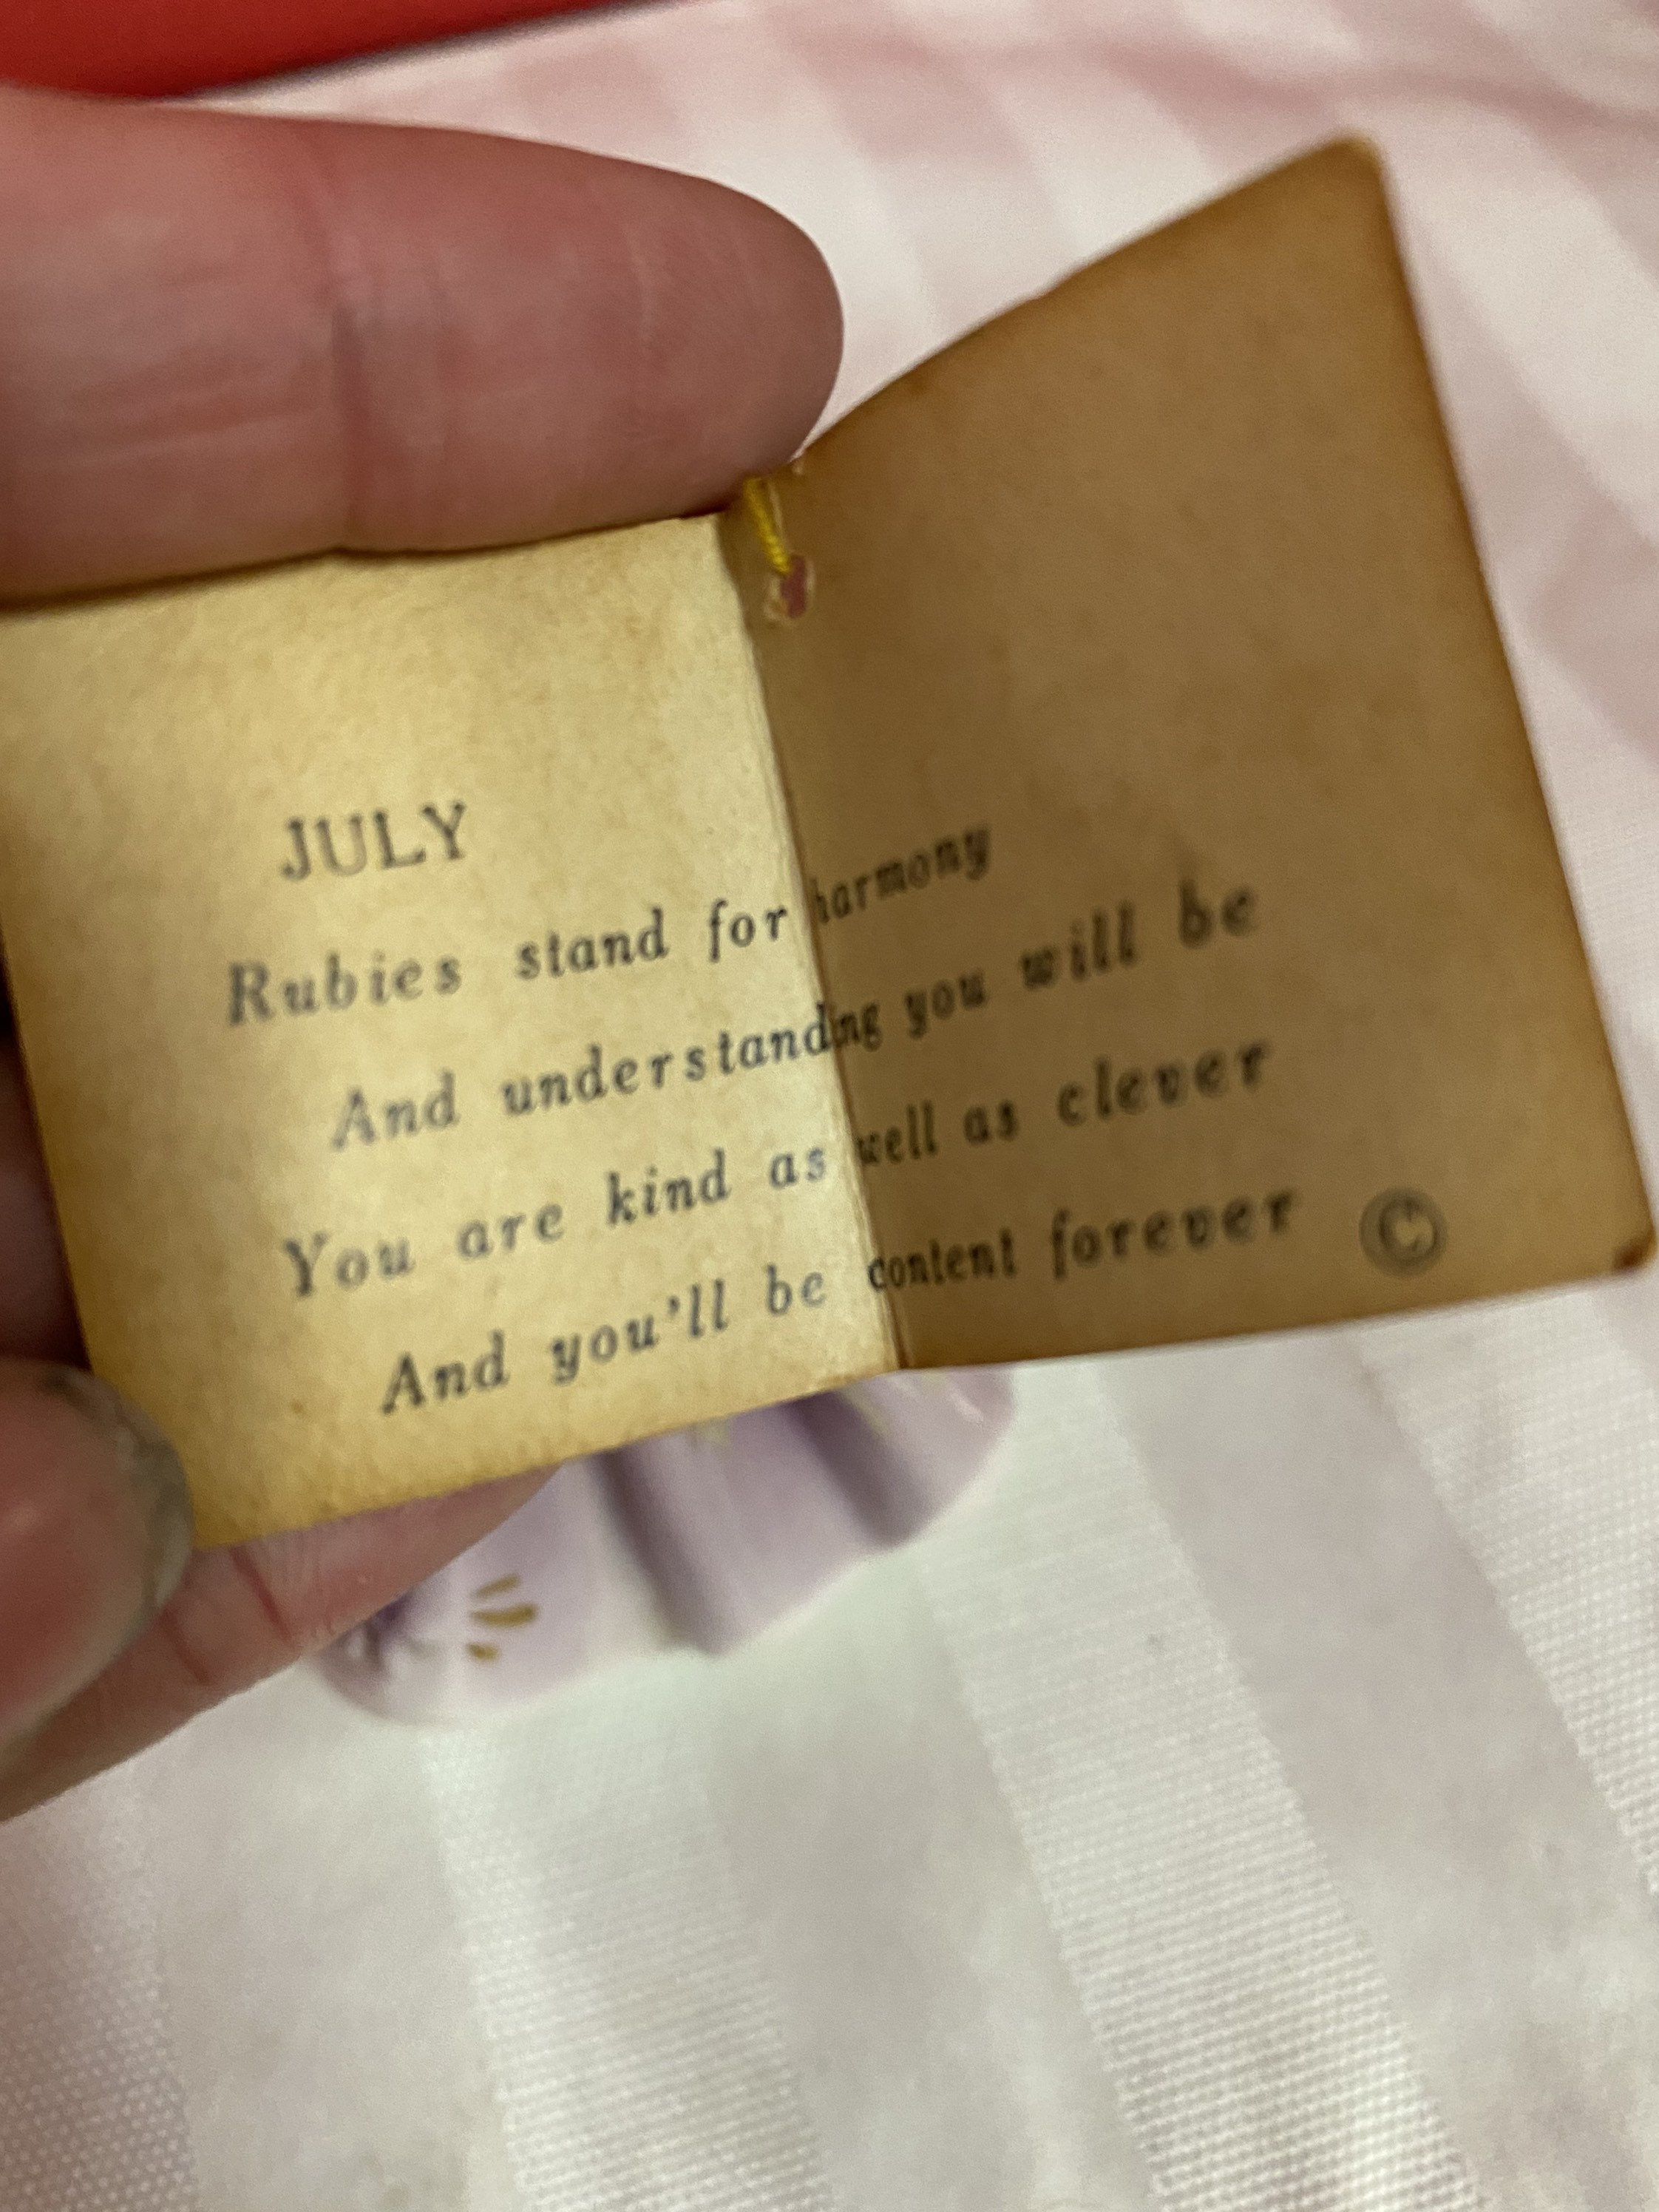 JULY
Rubies stand for harmony
And understanding you will be
You are kind as well as clever
And you'll be content forever ©